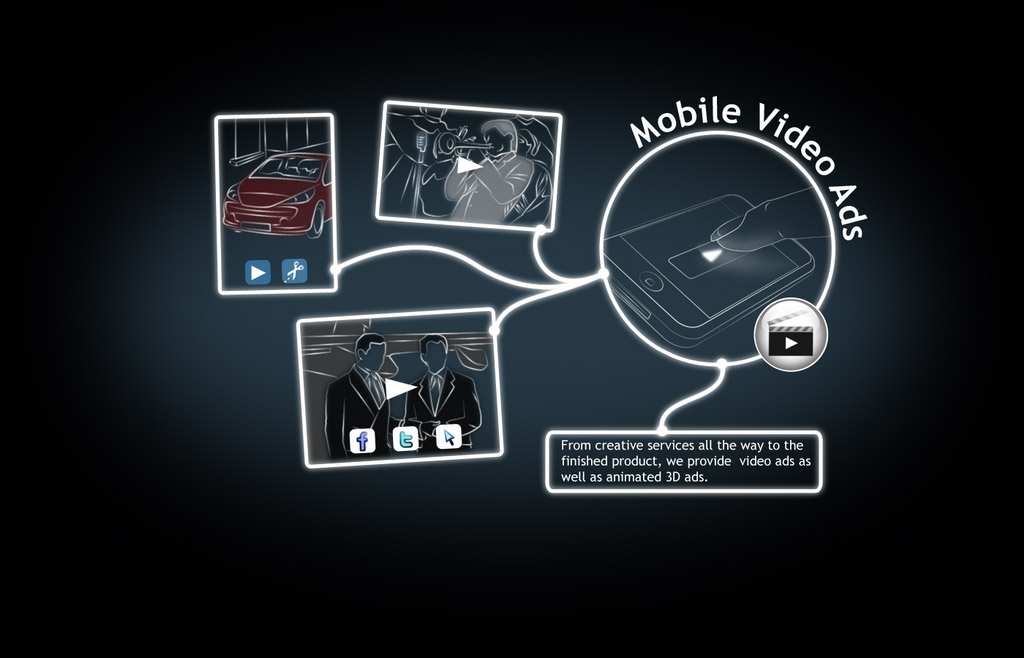 Mobile Video Ads
From creative services all the way to the
finished product, we provide video ads as
well as animated 3D ads.